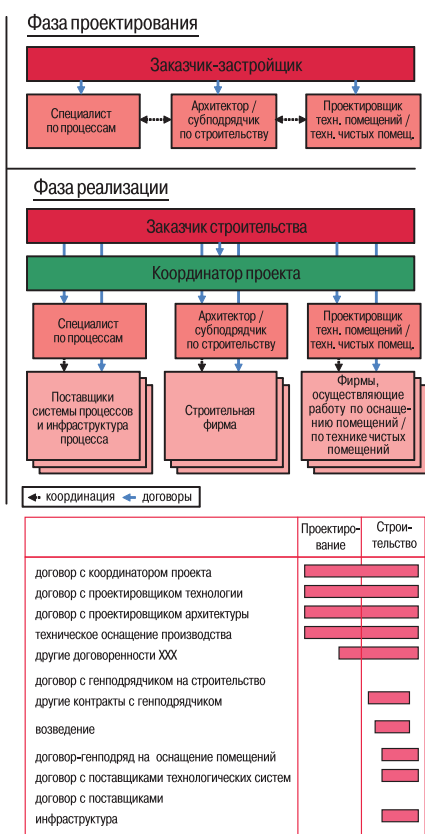 Фаза проектирования
Заказчик-застройщик
Специалист
по процессам
Архитектор /
субподрядчик
по строительству
Проектировщик
техн. помещений /
техн. чистых помещ.
Фаза реализации
Заказчик строительства
Координатор проекта
Специалист
по процессам
Архитектор /
субподрядчик
по строительству
Проектировщик
техн. помещений /
техн. чистых помещ.
Поставщики
системы процессов
и инфраструктура
процесса
Строительная
фирма
Фирмы,
осуществляющие
работу по оснаще-
нию помещений /
по технике чистых
помещений
координация
договоры
Проектиро-
вание
Строи-
тельство
договор с координатором проекта
договор с проектировщиком технологии
договор с проектировщиком архитектуры
техническое оснащение производства
другие договоренности XXX
договор с генподрядчиком на строительство
другие контракты с генподрядчиком
возведение
договор-генподряд на оснащение помещений
договор с поставщиками технологических систем
договор с поставщиками
инфраструктура